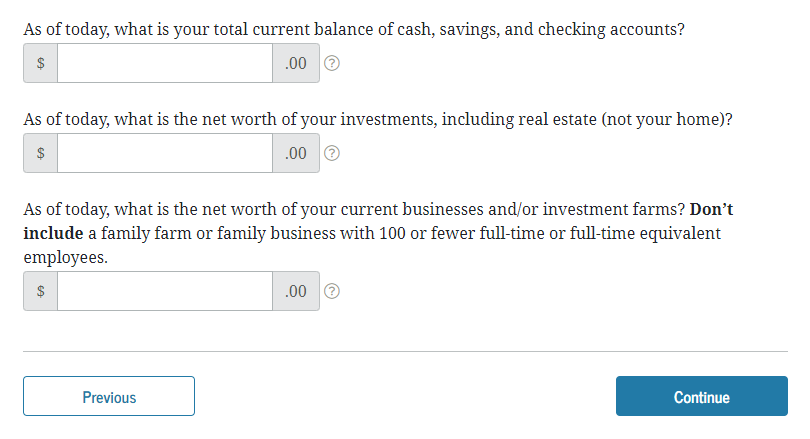 As of today, what is your total current balance of cash, savings, and checking accounts?
$ .00 ?
As of today, what is the net worth of your investments, including real estate (not your home)?
$ .00 ?
As of today, what is the net worth of your current businesses and/or investment farms? Don’t
include a family farm or family business with 100 or fewer full-time or full-time equivalent
employees.
$ .00 ?
Previous Continue